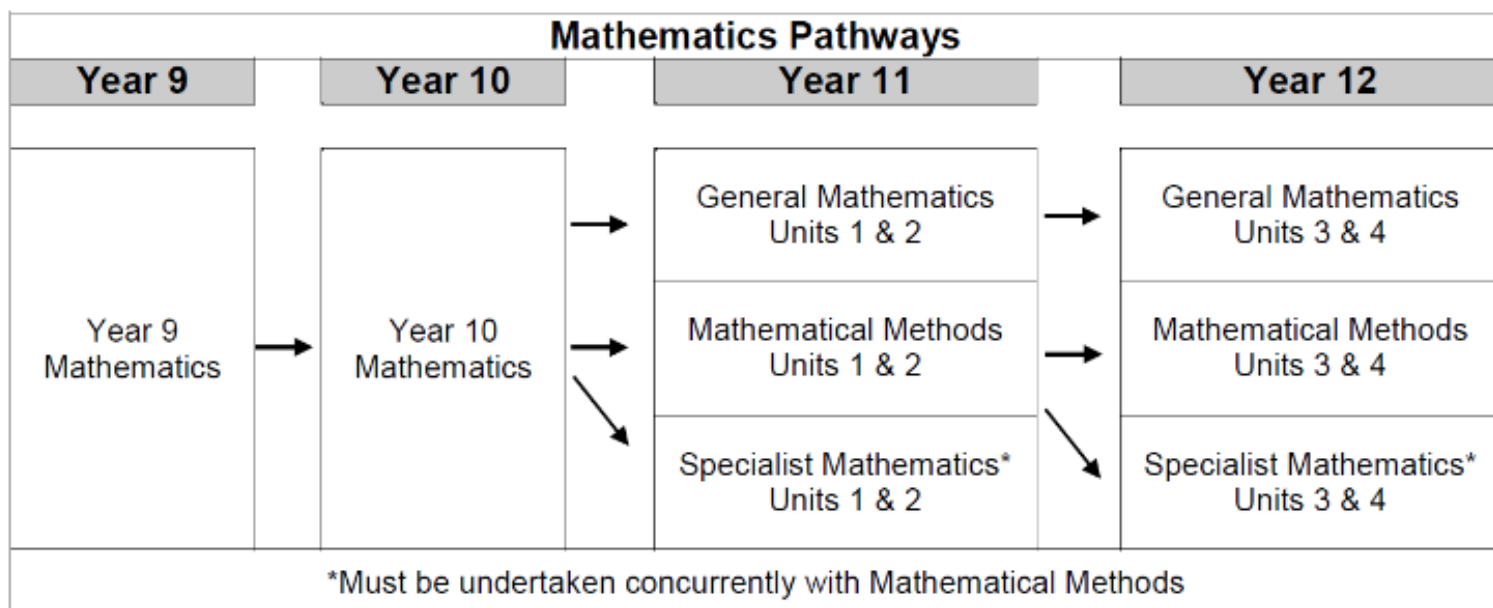 Mathematics Pathways
Year 9
Year 10
Year 11
Year 12
Year 9
Mathematics
Year 10
Mathematics
General Mathematics
Units 1 & 2
Mathematical Methods
Units 1 & 2
Specialist Mathematics*
Units 1 & 2
General Mathematics
Units 3 & 4
Mathematical Methods
Units 3 & 4
Specialist Mathematics*
Units 3 & 4
*Must be undertaken concurrently with Mathematical Methods